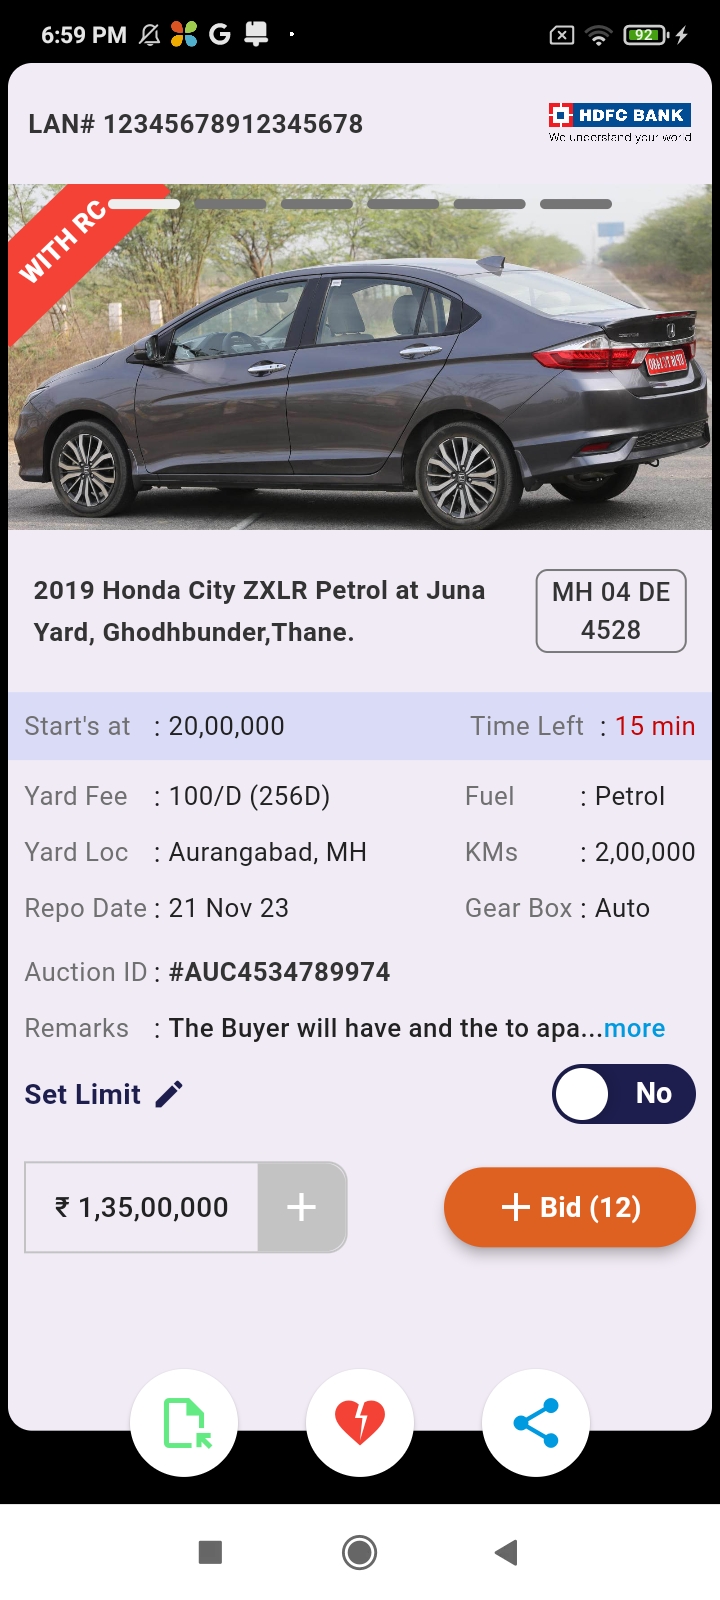 6:59 PM
92
LAN# 12345678912345678
HDFC BANK
We understand your world
WITH RC
2019 Honda City ZXLR Petrol at Juna
Yard, Ghodhbunder,Thane.
MH 04 DE
4528
Start's at : 20,00,000 Time Left : 15 min
Yard Fee : 100/D (256D) Fuel : Petrol
Yard Loc : Aurangabad, MH KMs : 2,00,000
Repo Date : 21 Nov 23 Gear Box : Auto
Auction ID : #AUC4534789974
Remarks : The Buyer will have and the to apa...more
Set Limit No
₹ 1,35,00,000 + + Bid (12)